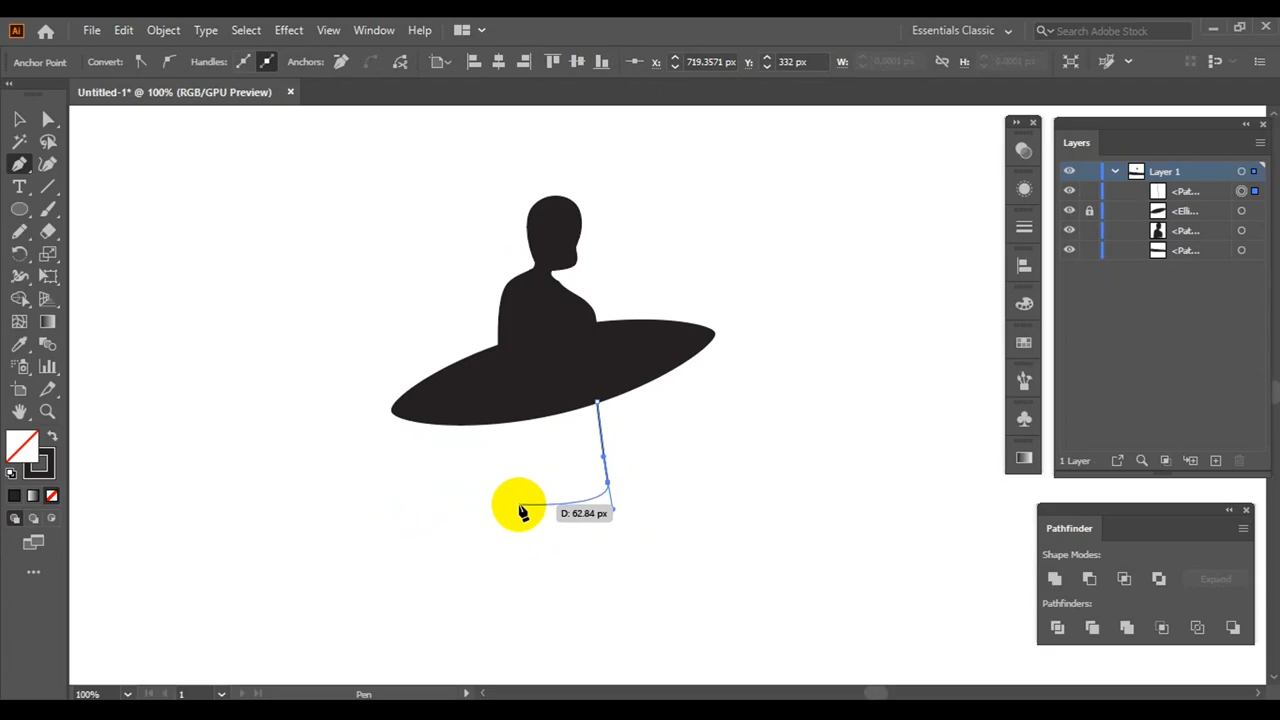 Ai File Edit Object Type Select Effect View Window Help Essentials Classic Search Adobe Stock
Anchor Point Convert: Handles: Anchors: X: 719.3571 px Y: 332 px W: 0.0001 px H: 0.0001 px
Untitled-1* @ 100% (RGB/GPU Preview)
Layers
Layer 1
<Pat...
<Elli...
<Pat...
<Pat...
1 Layer
D: 62.84 px
Pathfinder
Shape Modes:
Expand
Pathfinders:
100% 1 Pen